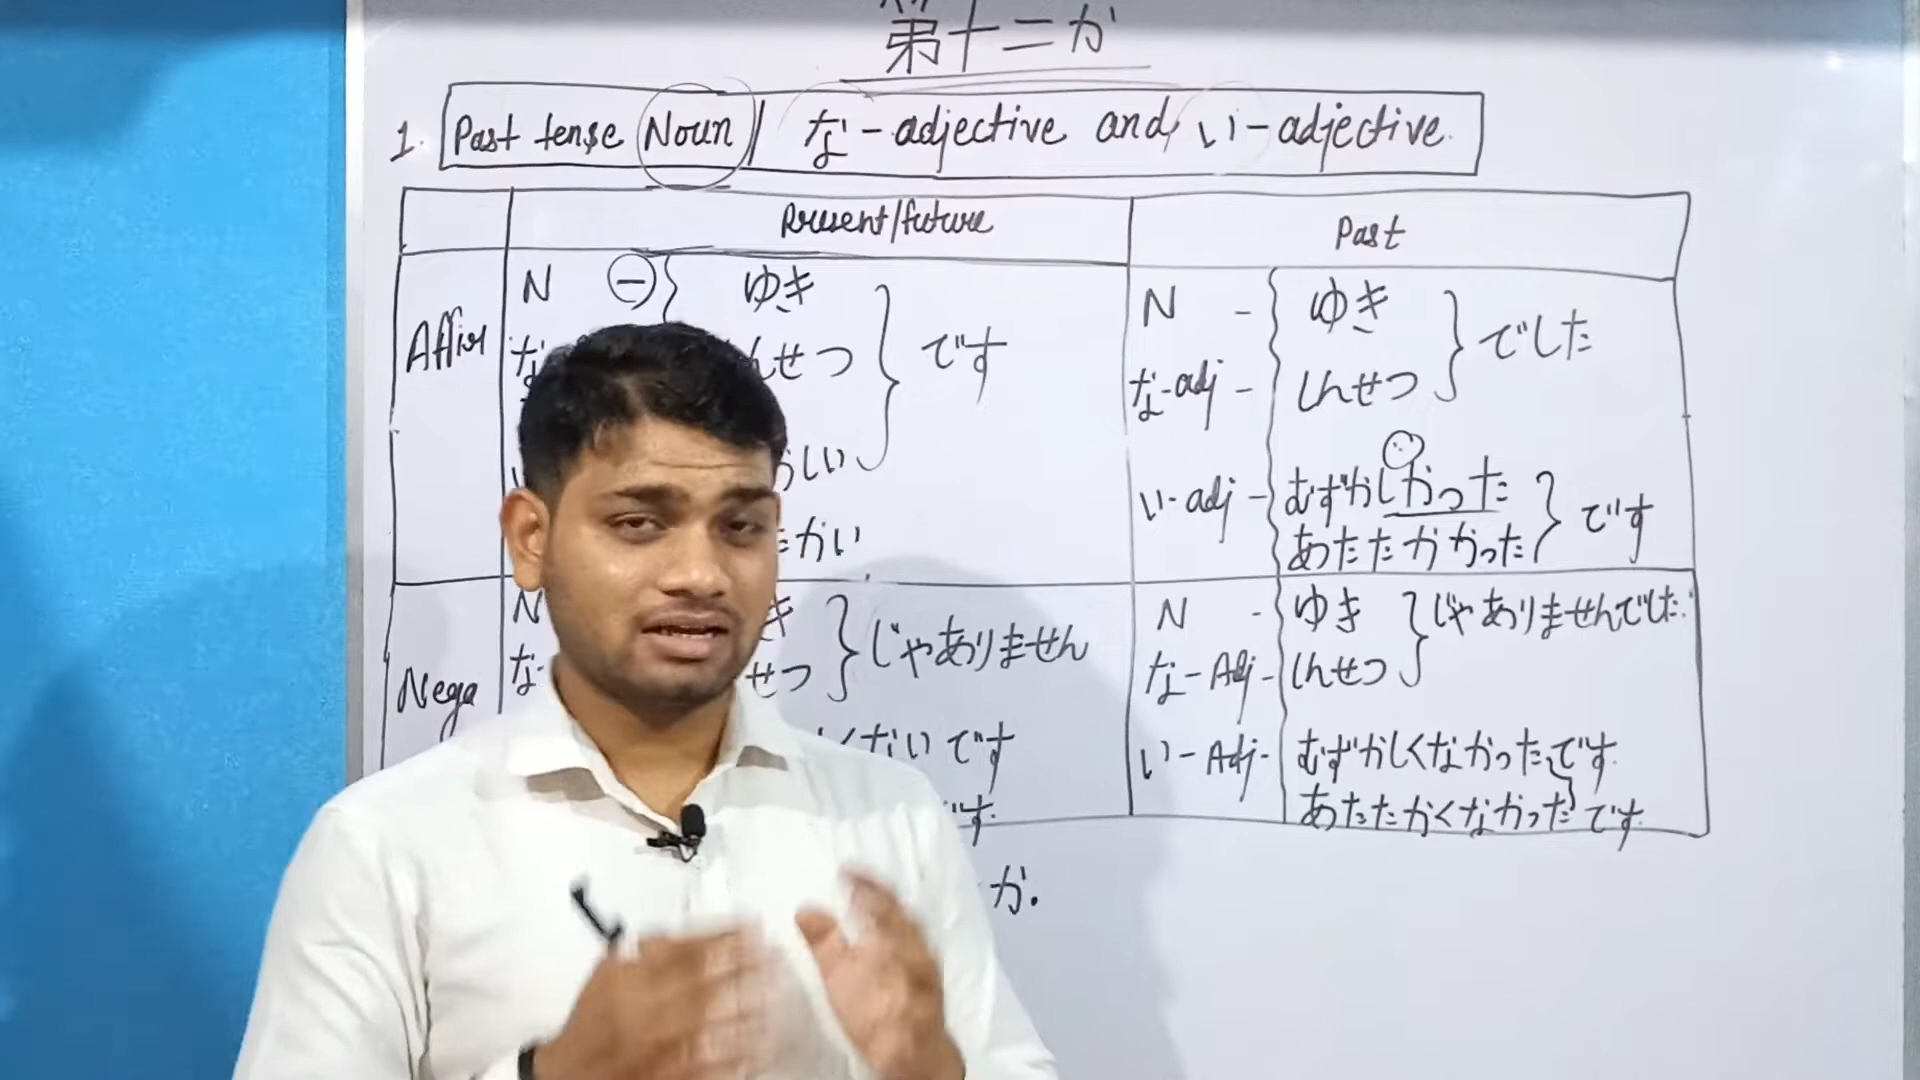 第十二か
1. Past tense Noun / な-adjective and い-adjective.
Present/future
Past
Affir
N - ゆき
んせつ
です
しい
かい
N - ゆき
な-adj - しんせつ
でした
い-adj - むずかしかった
あたたかかった
です
Nega
N き
な- せつ
じゃありません
くないです
です.
N - ゆき
な-Adj - しんせつ
じゃありませんでした.
い-Adj- むずかしくなかったです.
あたたかくなかったです
か.